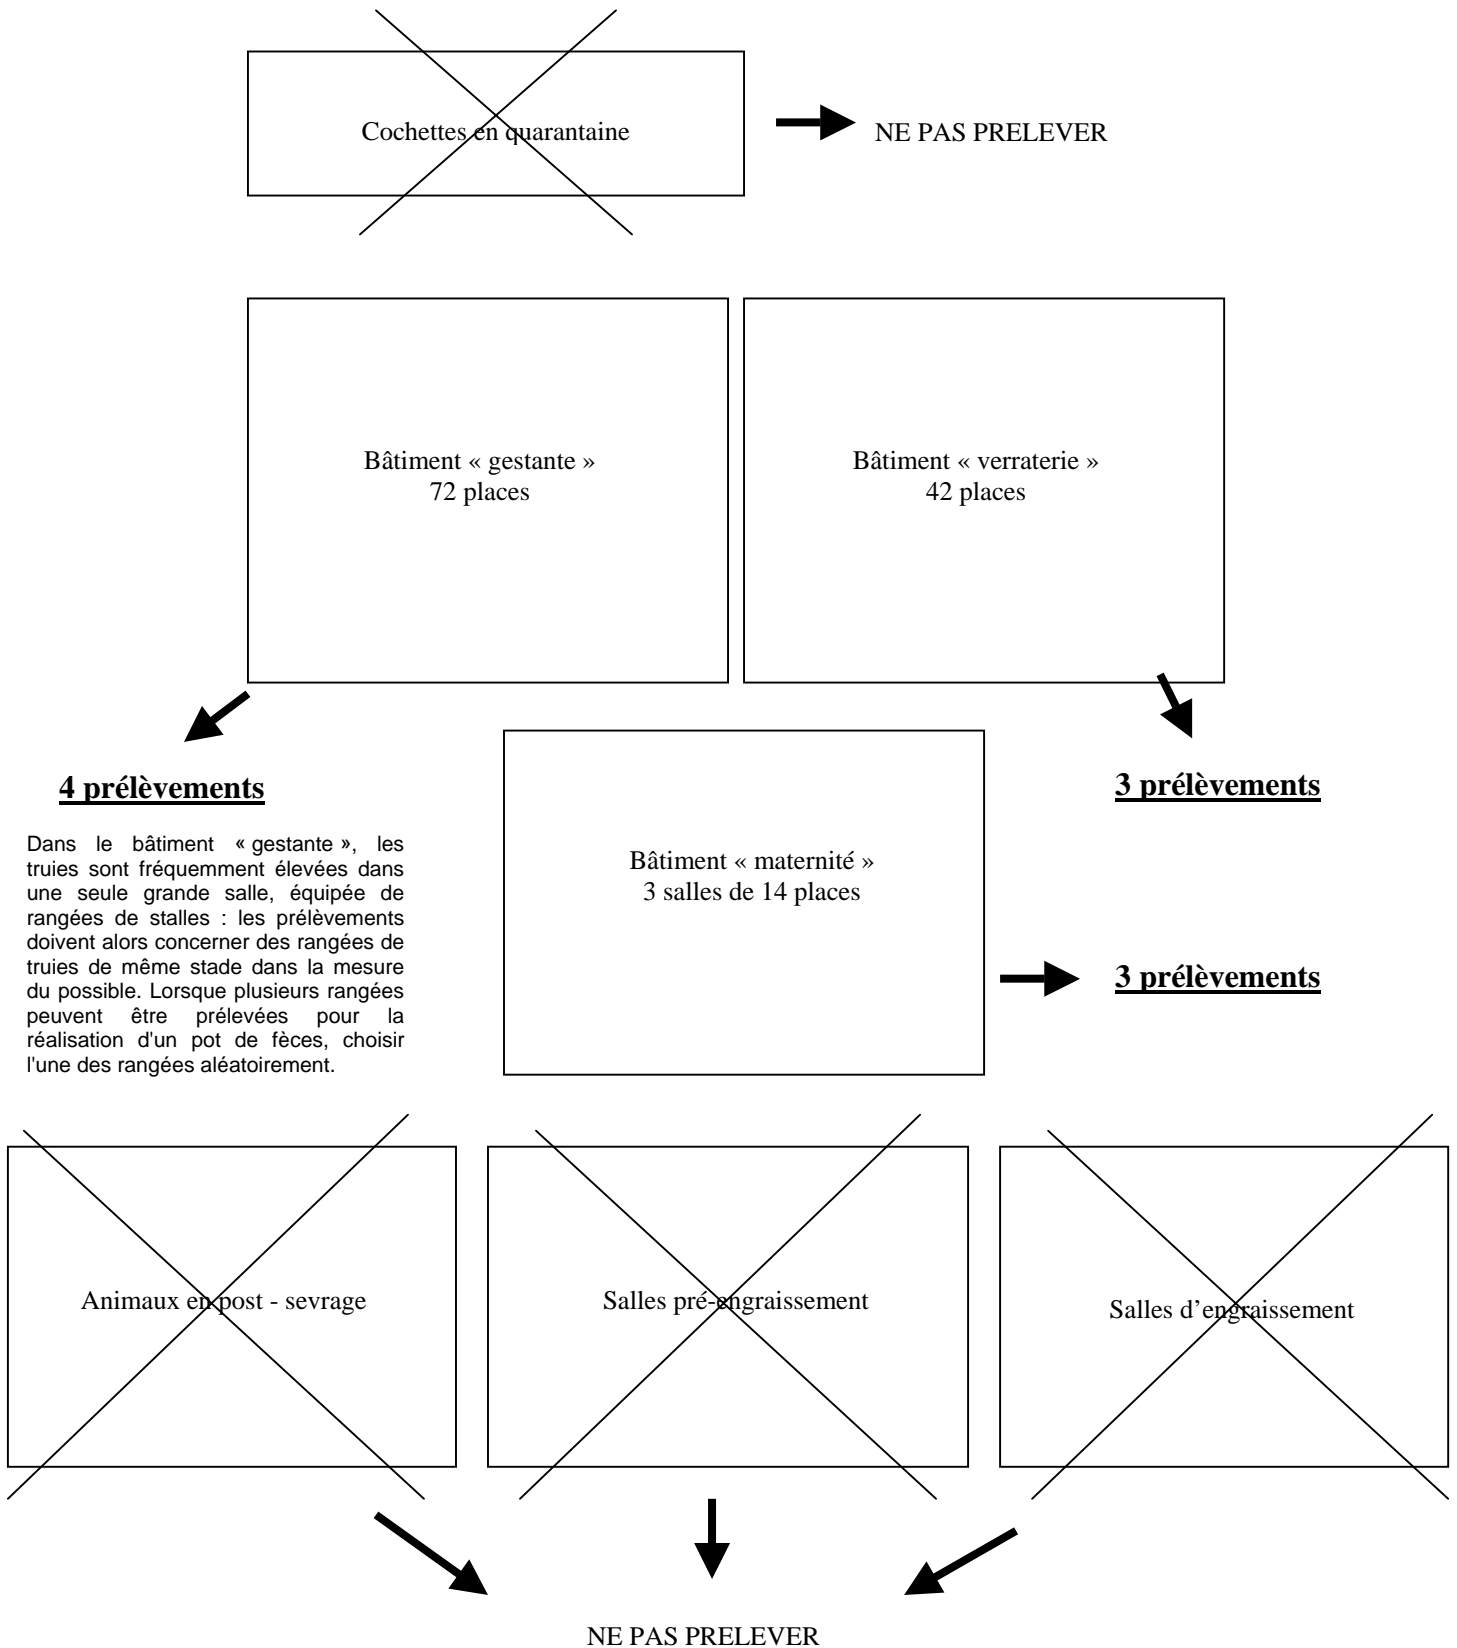 Cochettes en quarantaine
NE PAS PRELEVER
Bâtiment « gestante »
72 places
Bâtiment « verraterie »
42 places
4 prélèvements
3 prélèvements
Dans le bâtiment « gestante », les
truies sont fréquemment élevées dans
une seule grande salle, équipée de
rangées de stalles : les prélèvements
doivent alors concerner des rangées de
truies de même stade dans la mesure
du possible. Lorsque plusieurs rangées
peuvent être prélevées pour la
réalisation d'un pot de fèces, choisir
l'une des rangées aléatoirement.
Bâtiment « maternité »
3 salles de 14 places
3 prélèvements
Animaux en post - sevrage
Salles pré-engraissement
Salles d’engraissement
NE PAS PRELEVER